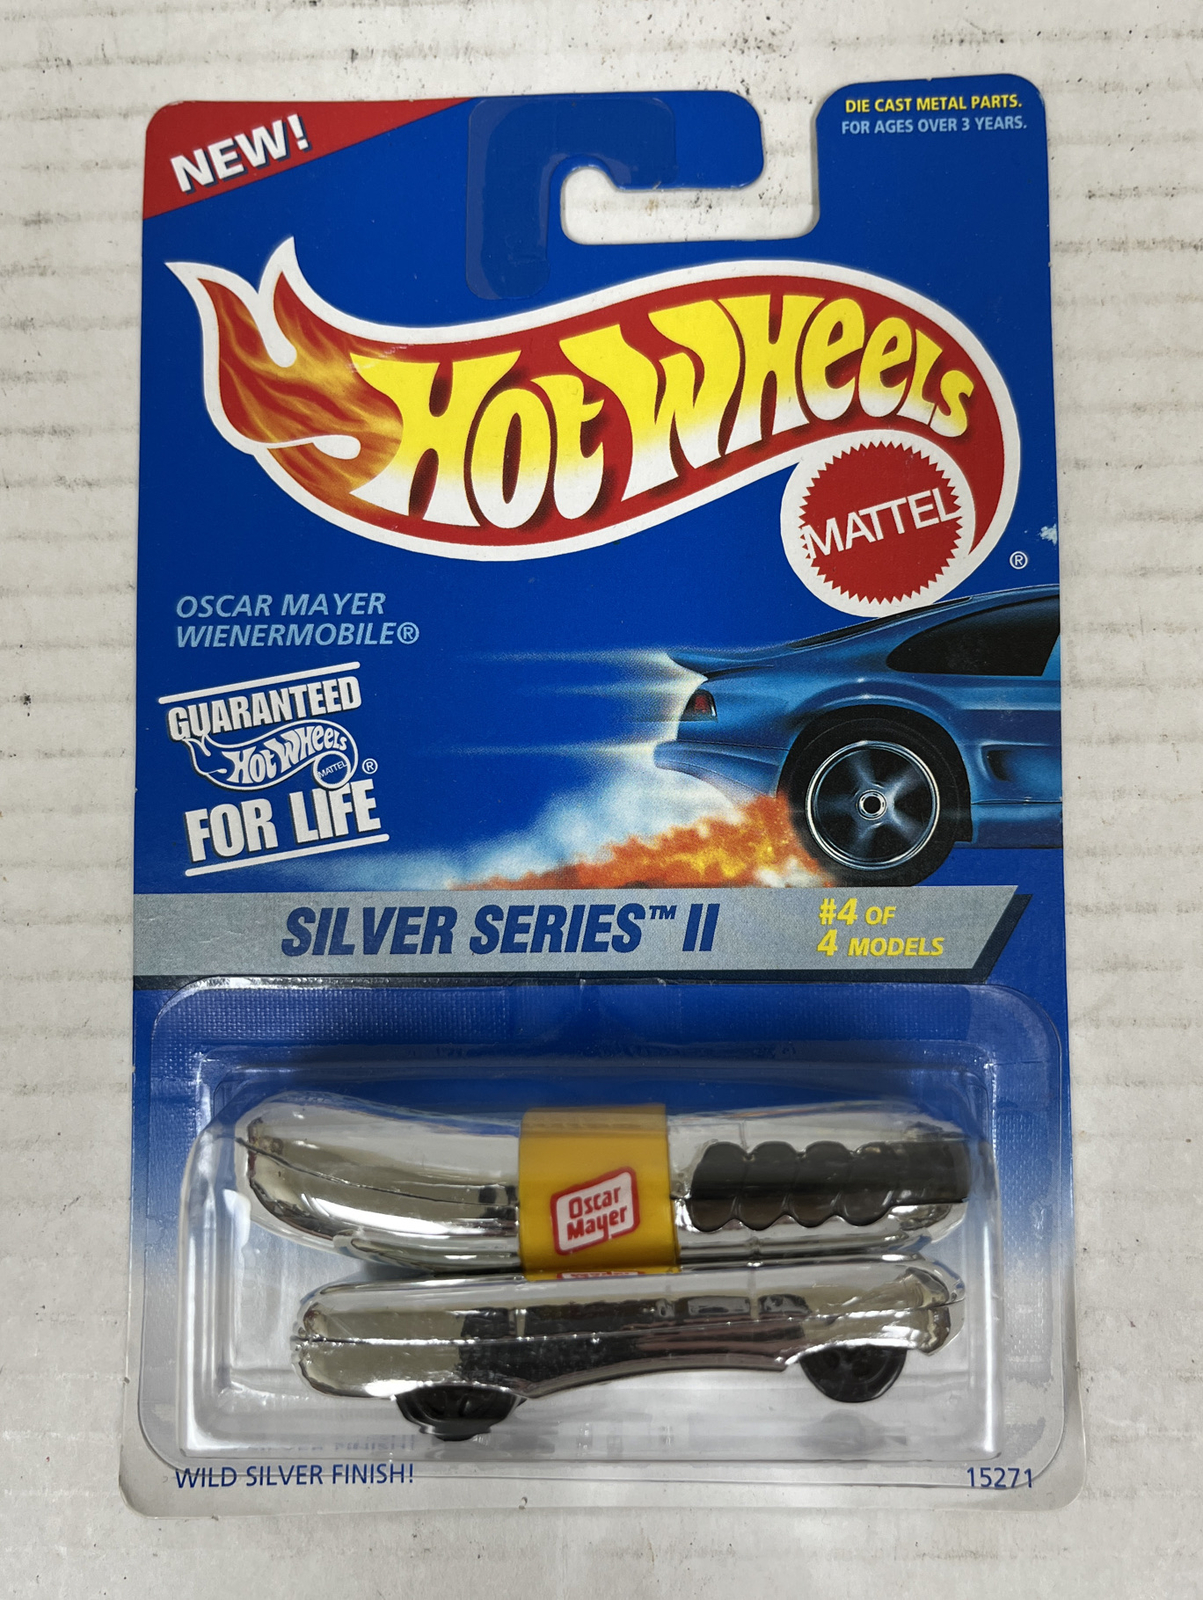 NEW!
DIE CAST METAL PARTS.
FOR AGES OVER 3 YEARS.
HOT WHEELS
MATTEL
®
OSCAR MAYER
WIENERMOBILE®
GUARANTEED
HOT WHEELS
MATTEL
®
FOR LIFE
SILVER SERIES™ II
#4 OF
4 MODELS
Oscar
Mayer
WILD SILVER FINISH!
15271